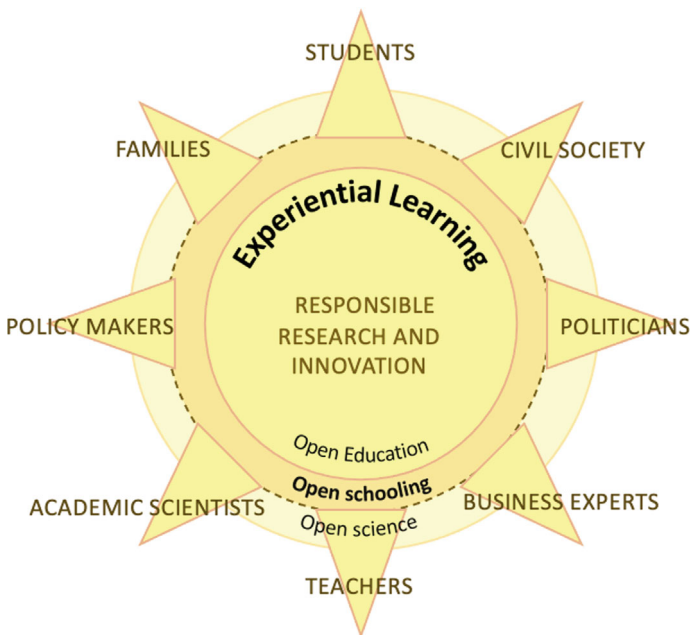 STUDENTS
FAMILIES
CIVIL SOCIETY
Experiential Learning
RESPONSIBLE
RESEARCH AND
INNOVATION
POLICY MAKERS
POLITICIANS
Open Education
Open schooling
Open science
ACADEMIC SCIENTISTS
BUSINESS EXPERTS
TEACHERS